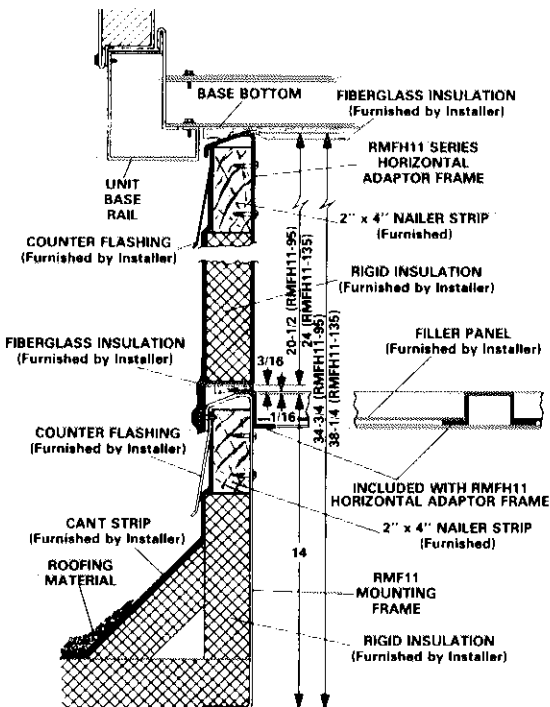 BASE BOTTOM
FIBERGLASS INSULATION
(Furnished by Installer)
RMFH11 SERIES
HORIZONTAL
ADAPTOR FRAME
UNIT
BASE
RAIL
2" x 4" NAILER STRIP
(Furnished)
COUNTER FLASHING
(Furnished by Installer)
RIGID INSULATION
(Furnished by Installer)
20-1/2 (RMFH11-95)
24 (RMFH11-135)
34-3/4 (RMFH11-95)
38-1/4 (RMFH11-135)
FIBERGLASS INSULATION
(Furnished by Installer)
3/16
FILLER PANEL
(Furnished by Installer)
1/16
COUNTER FLASHING
(Furnished by Installer)
INCLUDED WITH RMFH11
HORIZONTAL ADAPTOR FRAME
2" x 4" NAILER STRIP
(Furnished)
CANT STRIP
(Furnished by Installer)
ROOFING
MATERIAL
14
RMF11
MOUNTING
FRAME
RIGID INSULATION
(Furnished by Installer)